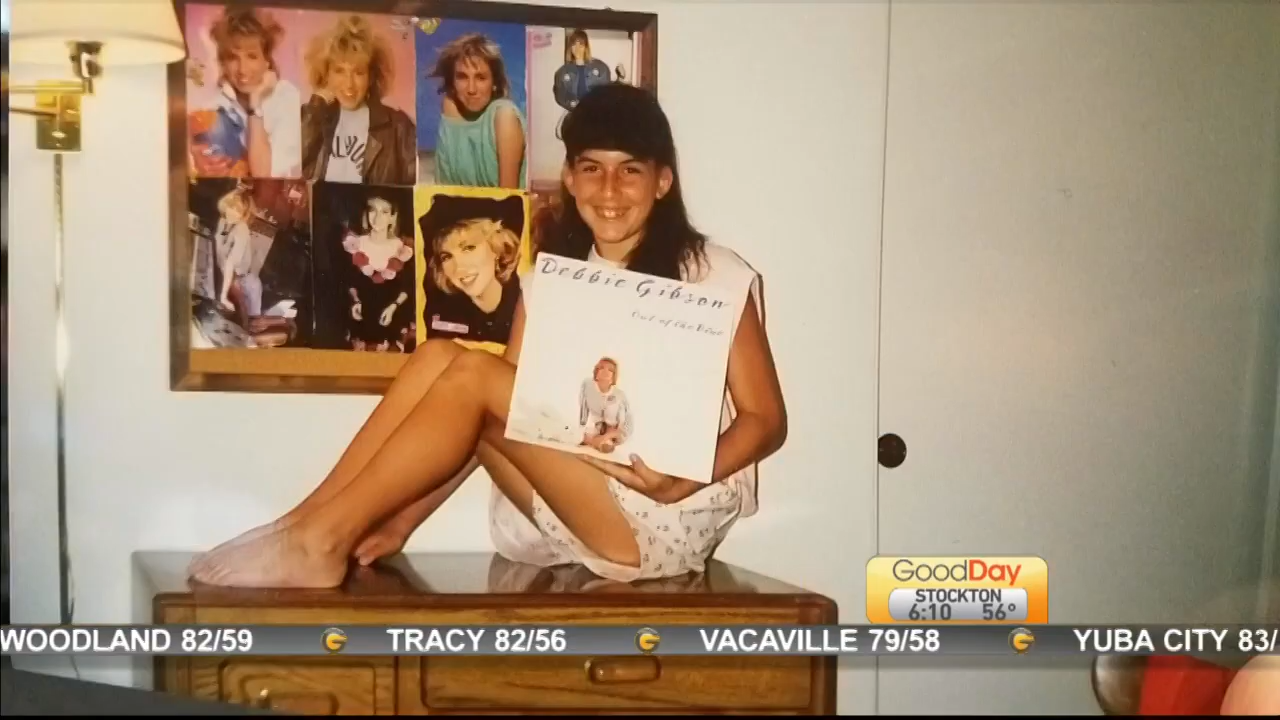 Debbie Gibson
Out of the Blue
GoodDay
STOCKTON
6:10 56°
WOODLAND 82/59 TRACY 82/56 VACAVILLE 79/58 YUBA CITY 83/